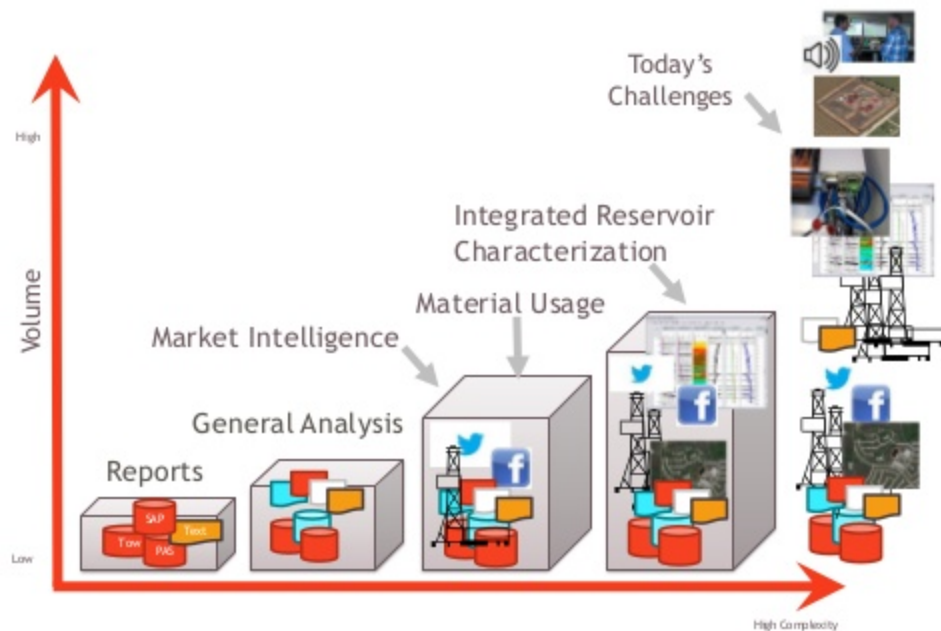 Today's
Challenges
High
Integrated Reservoir
Characterization
Material Usage
Volume
Market Intelligence
General Analysis
Reports
SAP
Text
Tow
PAS
Low
High Complexity